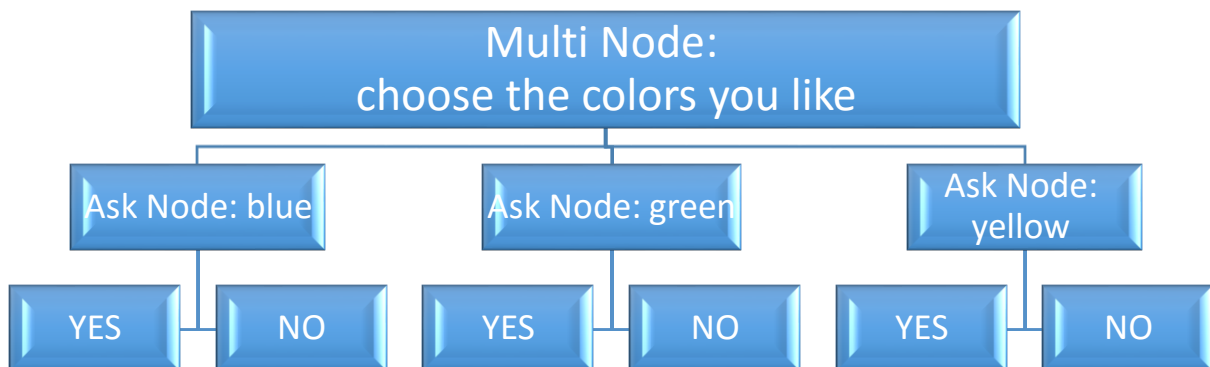 Multi Node:
choose the colors you like
Ask Node: blue
Ask Node: green
Ask Node:
yellow
YES
NO
YES
NO
YES
NO